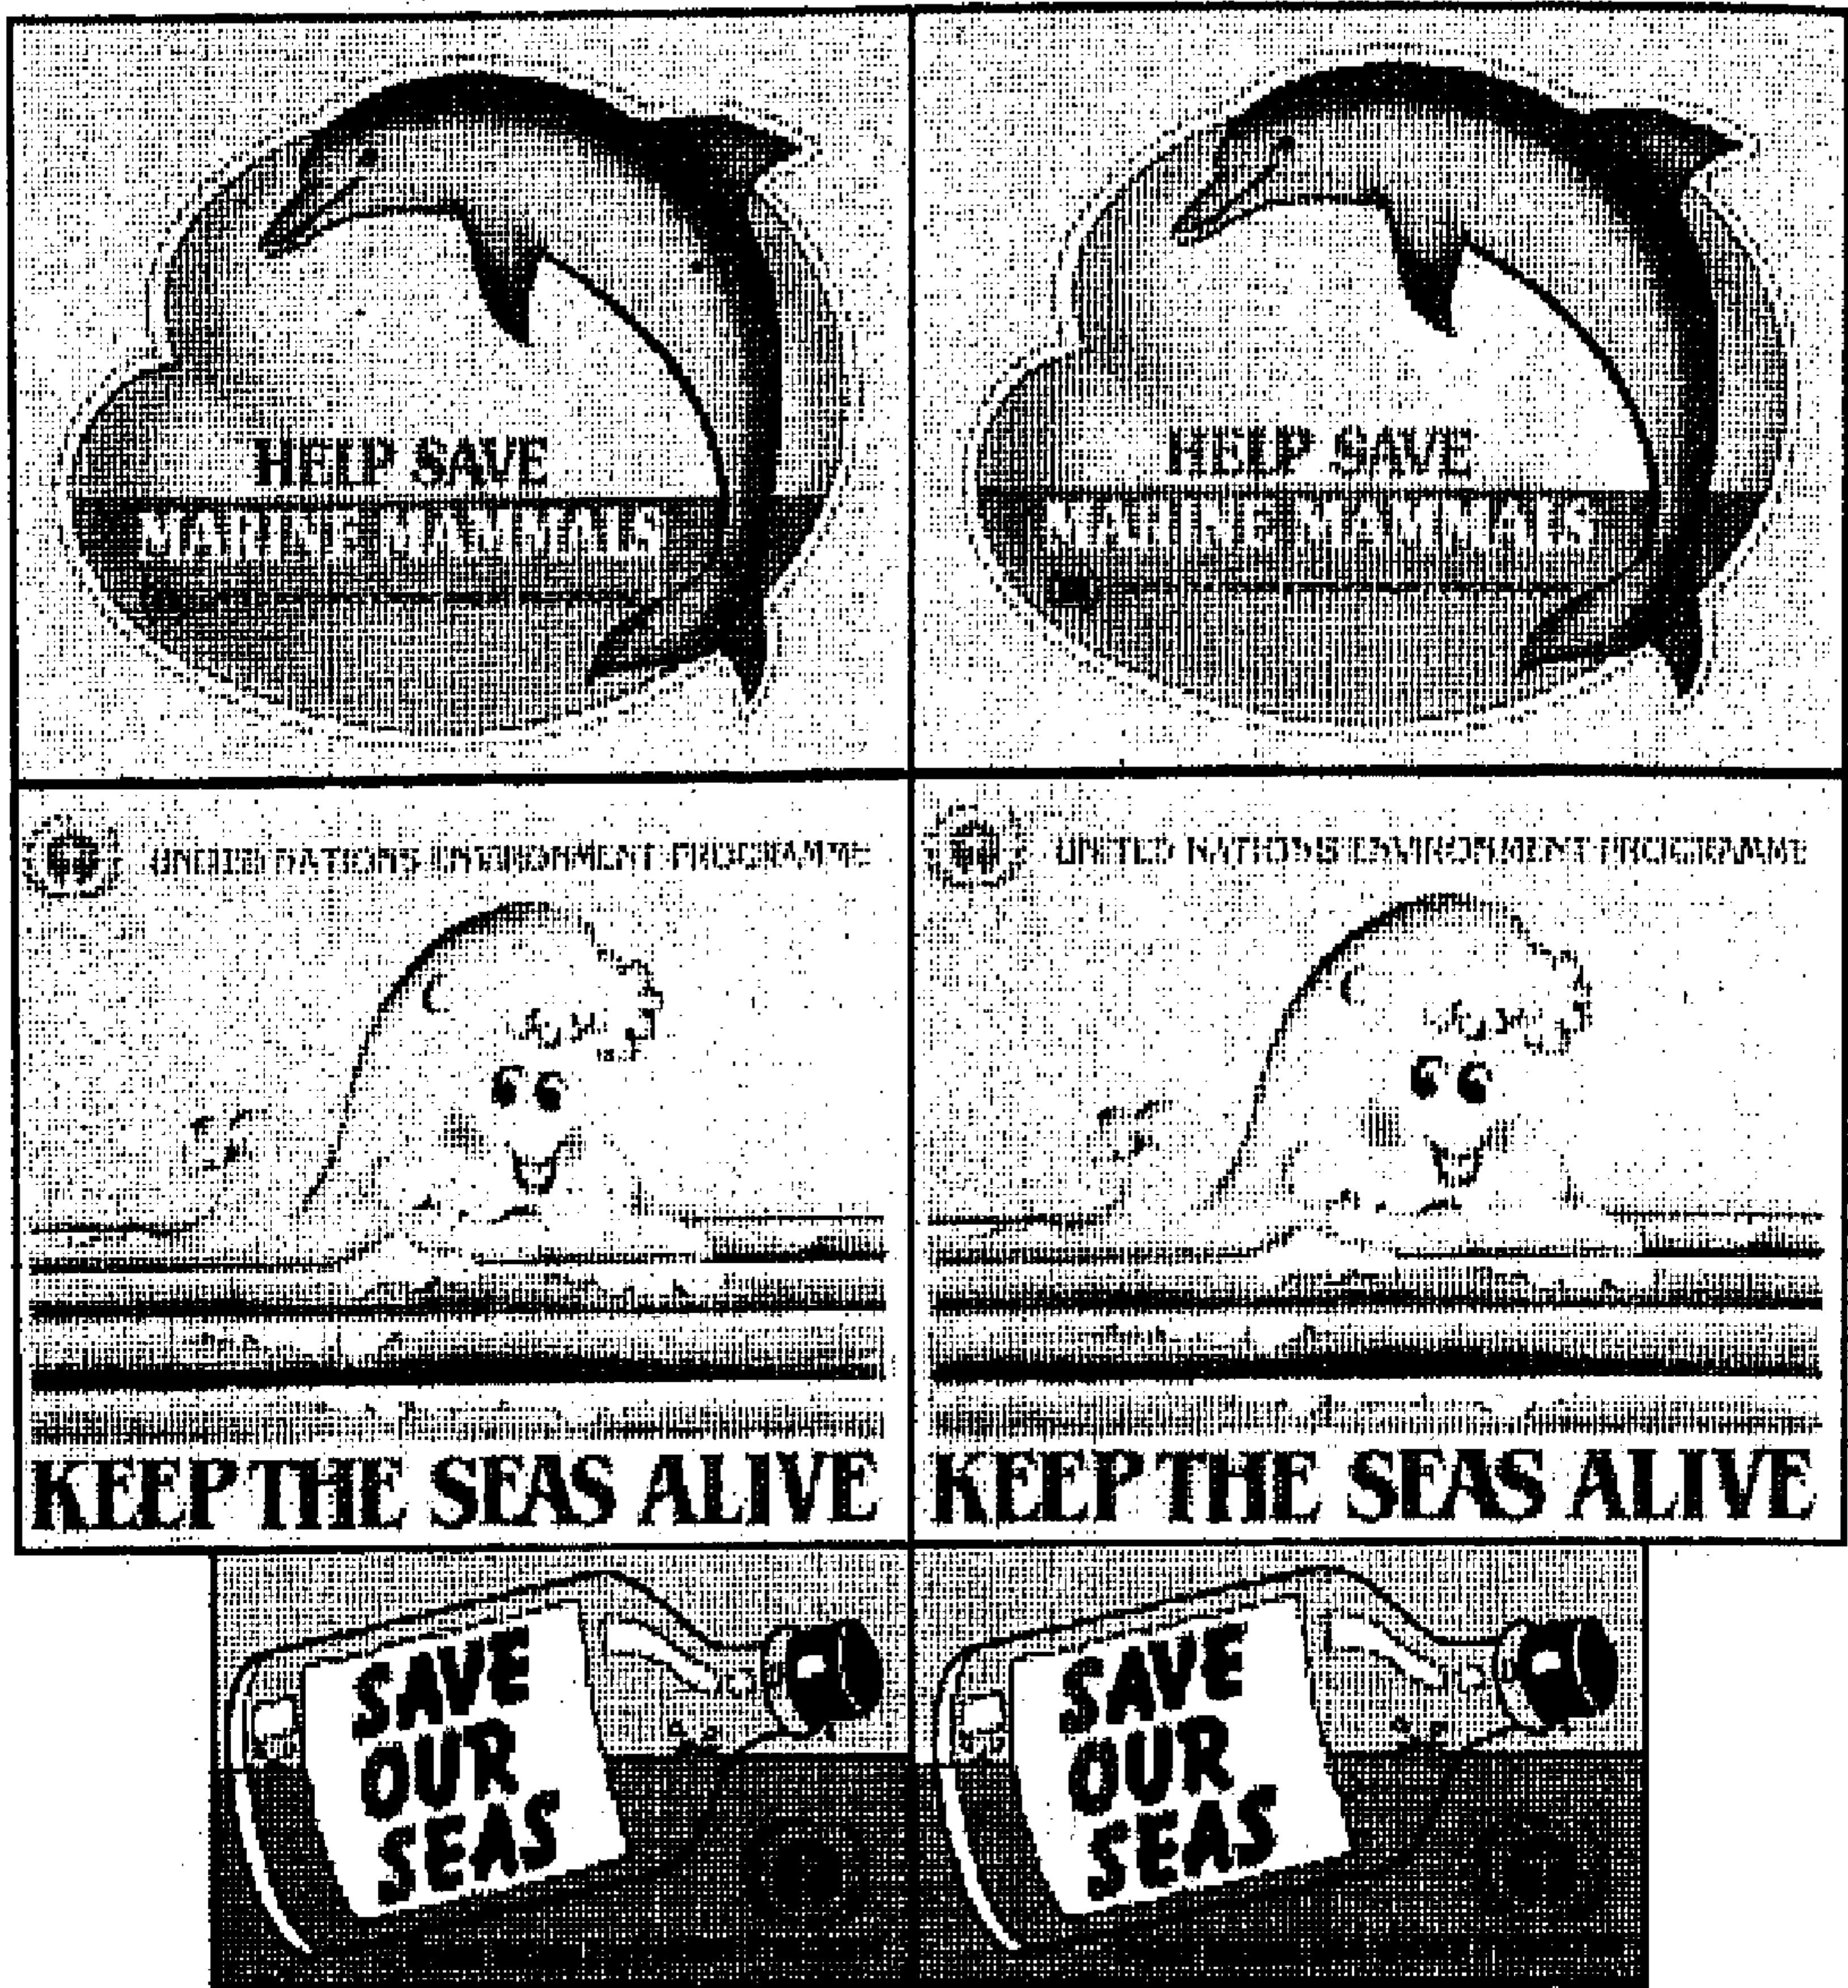 HELP SAVE
MARINE MAMMALS
HELP SAVE
MARINE MAMMALS
UNITED NATIONS ENVIRONMENT PROGRAMME
UNITED NATIONS ENVIRONMENT PROGRAMME
KEEP THE SEAS ALIVE
KEEP THE SEAS ALIVE
SAVE
OUR
SEAS
SAVE
OUR
SEAS